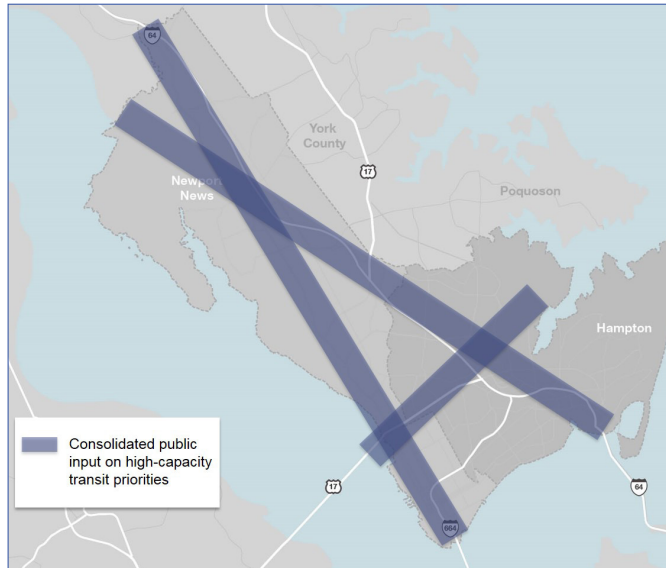 64
York
County
17
Newport
News
Poquoson
Hampton
Consolidated public
input on high-capacity
transit priorities
17
64
664